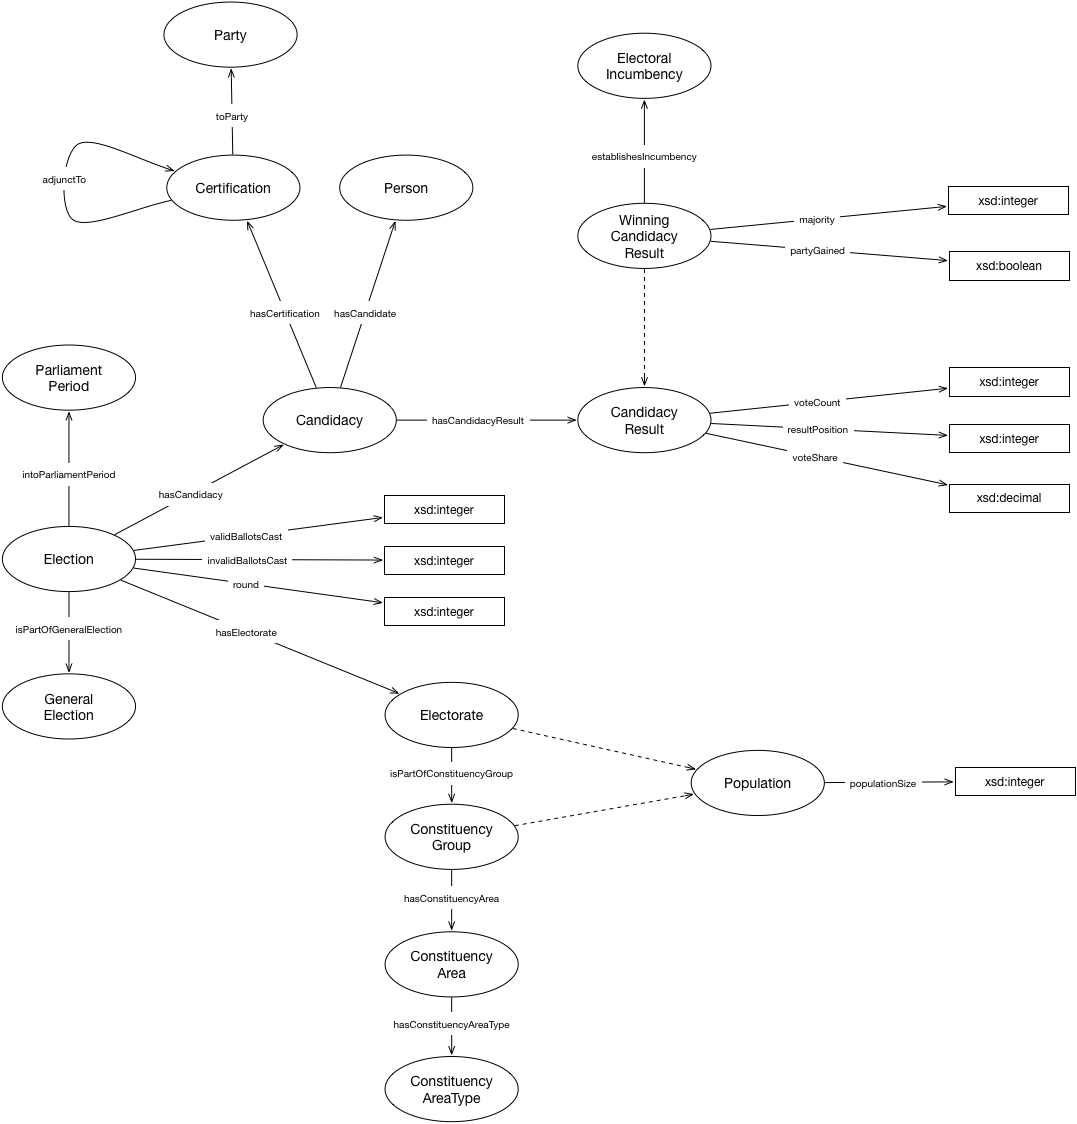 Party
toParty
adjunctTo
Certification
Person
hasCertification
hasCandidate
Electoral
Incumbency
establishesIncumbency
Winning
Candidacy
Result
majority
xsd:integer
partyGained
xsd:boolean
Parliament
Period
intoParliamentPeriod
Candidacy
hasCandidacyResult
Candidacy
Result
voteCount
xsd:integer
resultPosition
xsd:integer
voteShare
xsd:decimal
hasCandidacy
Election
validBallotsCast
xsd:integer
invalidBallotsCast
xsd:integer
round
xsd:integer
isPartOfGeneralElection
General
Election
hasElectorate
Electorate
isPartOfConstituencyGroup
Population
populationSize
xsd:integer
Constituency
Group
hasConstituencyArea
Constituency
Area
hasConstituencyAreaType
Constituency
AreaType